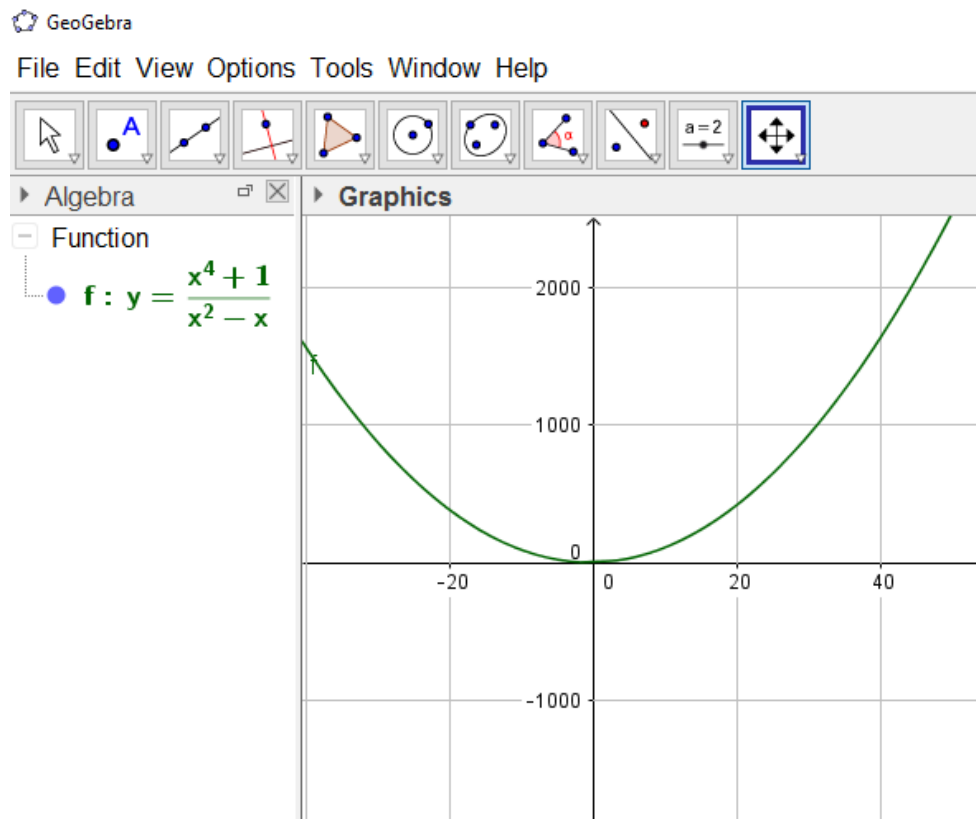 GeoGebra
File Edit View Options Tools Window Help
A α a = 2
Algebra
Graphics
Function
f : y = (x⁴ + 1) / (x² − x)
f
2000
1000
0
-20 0 20 40
-1000